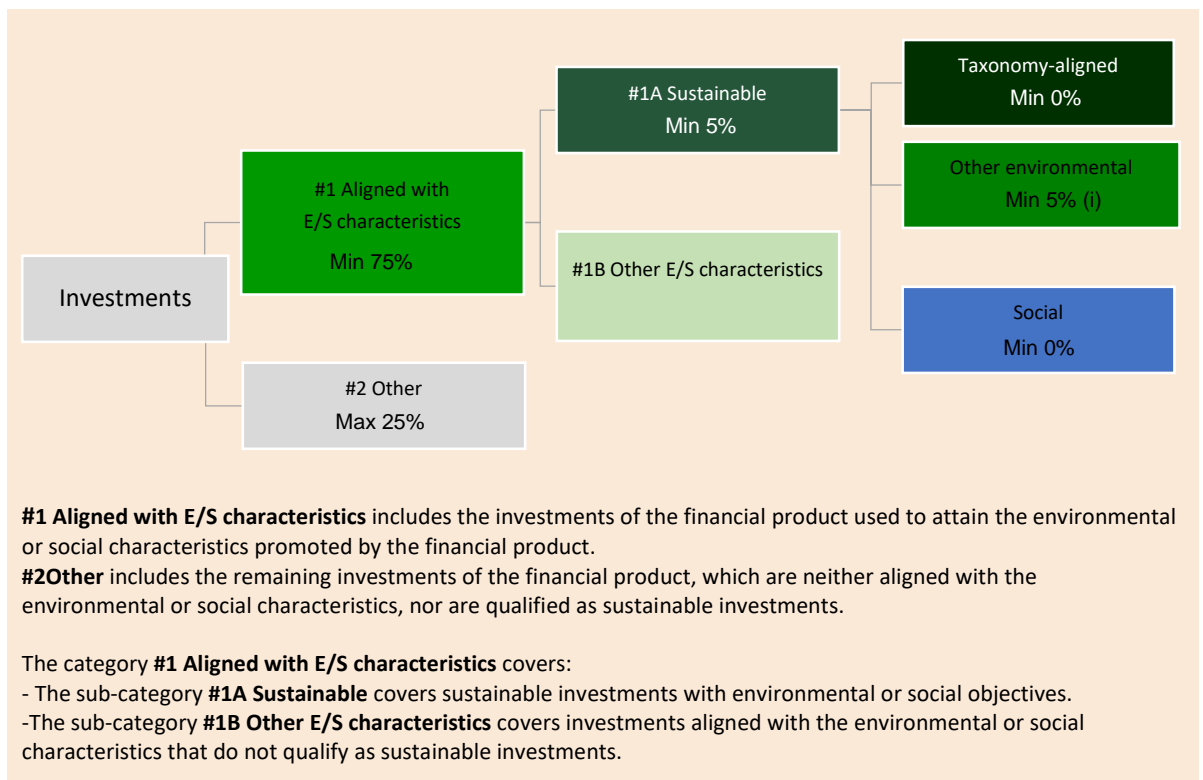 Investments
#1 Aligned with
E/S characteristics
Min 75%
#2 Other
Max 25%
#1A Sustainable
Min 5%
#1B Other E/S characteristics
Taxonomy-aligned
Min 0%
Other environmental
Min 5% (i)
Social
Min 0%
#1 Aligned with E/S characteristics includes the investments of the financial product used to attain the environmental
or social characteristics promoted by the financial product.
#2Other includes the remaining investments of the financial product, which are neither aligned with the
environmental or social characteristics, nor are qualified as sustainable investments.
The category #1 Aligned with E/S characteristics covers:
- The sub-category #1A Sustainable covers sustainable investments with environmental or social objectives.
-The sub-category #1B Other E/S characteristics covers investments aligned with the environmental or social
characteristics that do not qualify as sustainable investments.